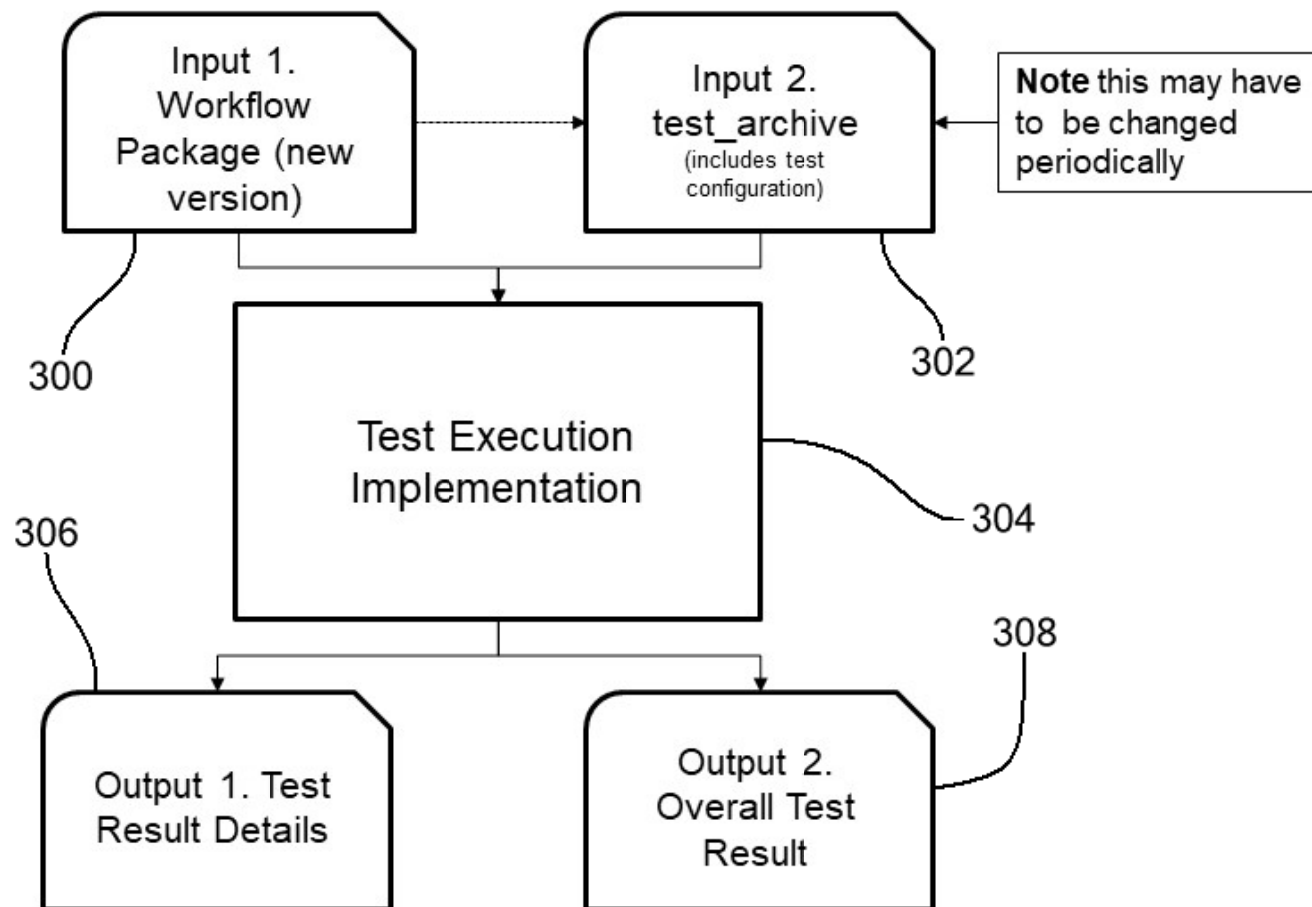 Input 1.
Workflow
Package (new
version)
Input 2.
test_archive
(includes test
configuration)
Note this may have
to be changed
periodically
300
302
Test Execution
Implementation
304
306
308
Output 1. Test
Result Details
Output 2.
Overall Test
Result